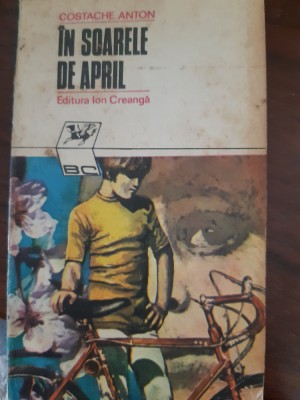 COSTACHE ANTON
ÎN SOARELE
DE APRIL
Editura Ion Creangă
BC